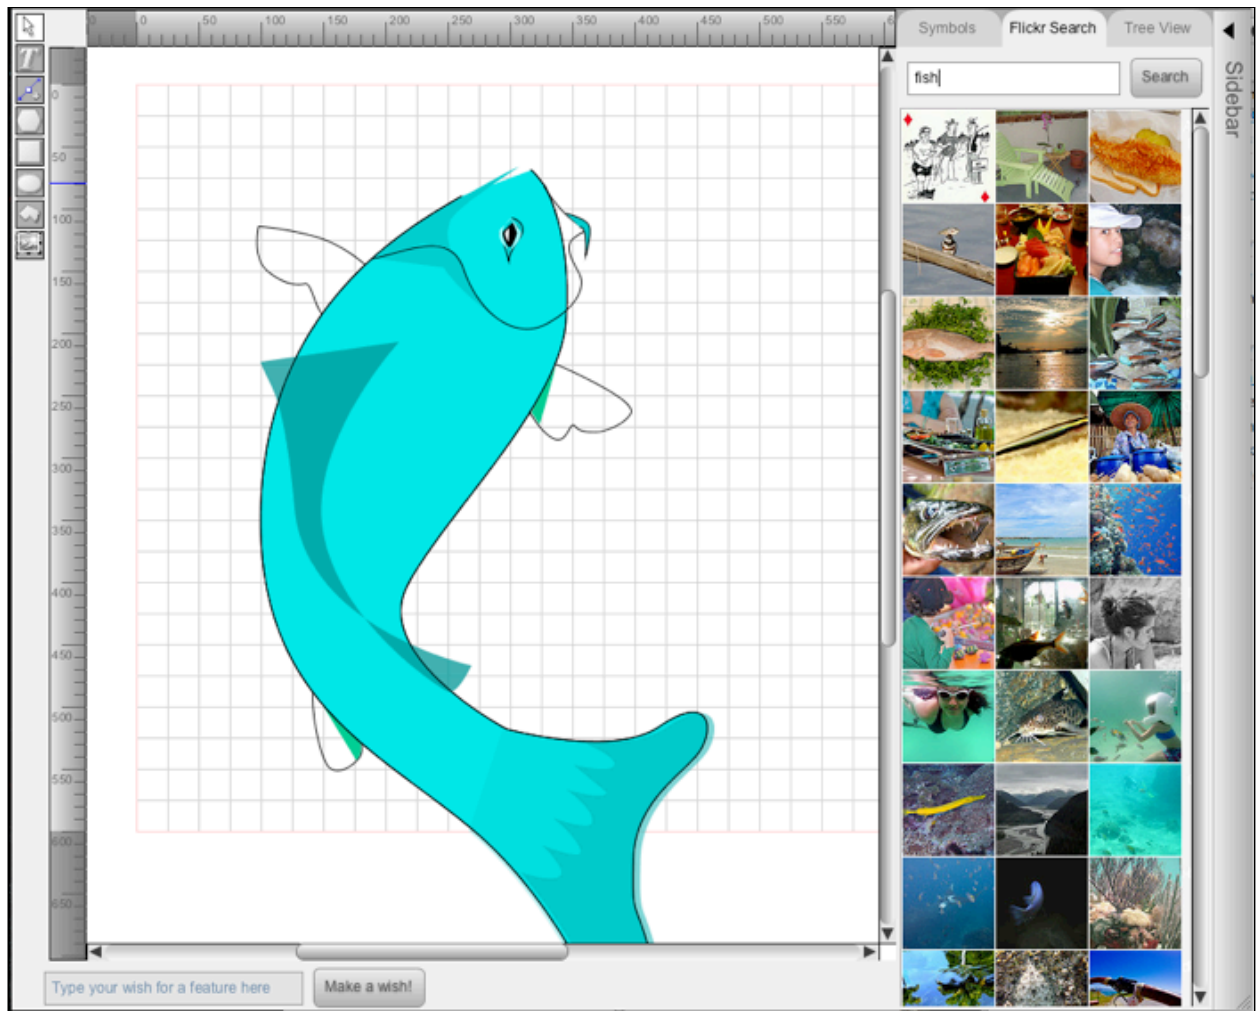 Symbols
Flickr Search
Tree View
fish
Search
Sidebar
0 50 100 150 200 250 300 350 400 450 500 550 6
0
50
100
150
200
250
300
350
400
450
500
550
600
650
Type your wish for a feature here
Make a wish!